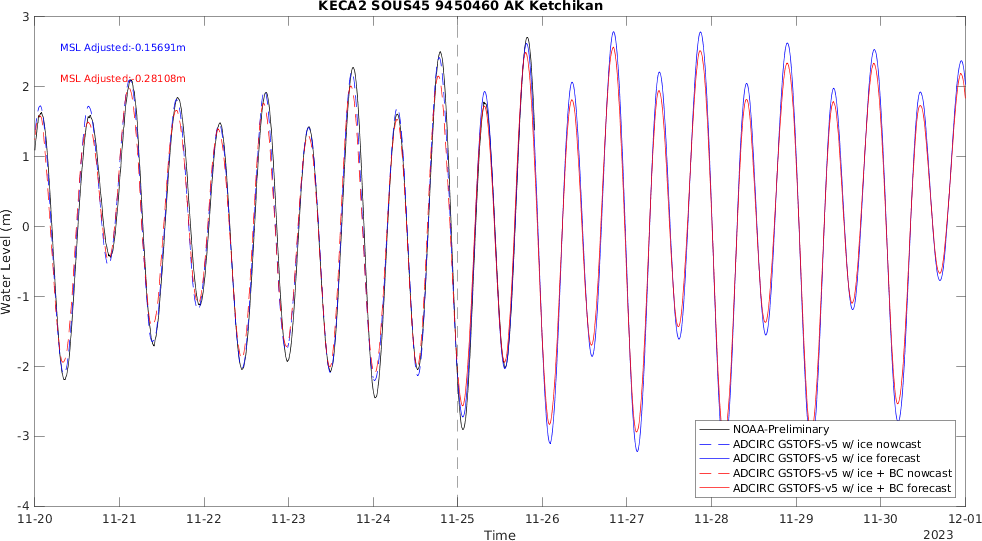 KECA2 SOUS45 9450460 AK Ketchikan
MSL Adjusted:-0.15691m
MSL Adjusted:-0.28108m
Water Level (m)
3
2
1
0
-1
-2
-3
-4
NOAA-Preliminary
ADCIRC GSTOFS-v5 w/ ice nowcast
ADCIRC GSTOFS-v5 w/ ice forecast
ADCIRC GSTOFS-v5 w/ ice + BC nowcast
ADCIRC GSTOFS-v5 w/ ice + BC forecast
11-20 11-21 11-22 11-23 11-24 11-25 11-26 11-27 11-28 11-29 11-30 12-01
Time
2023